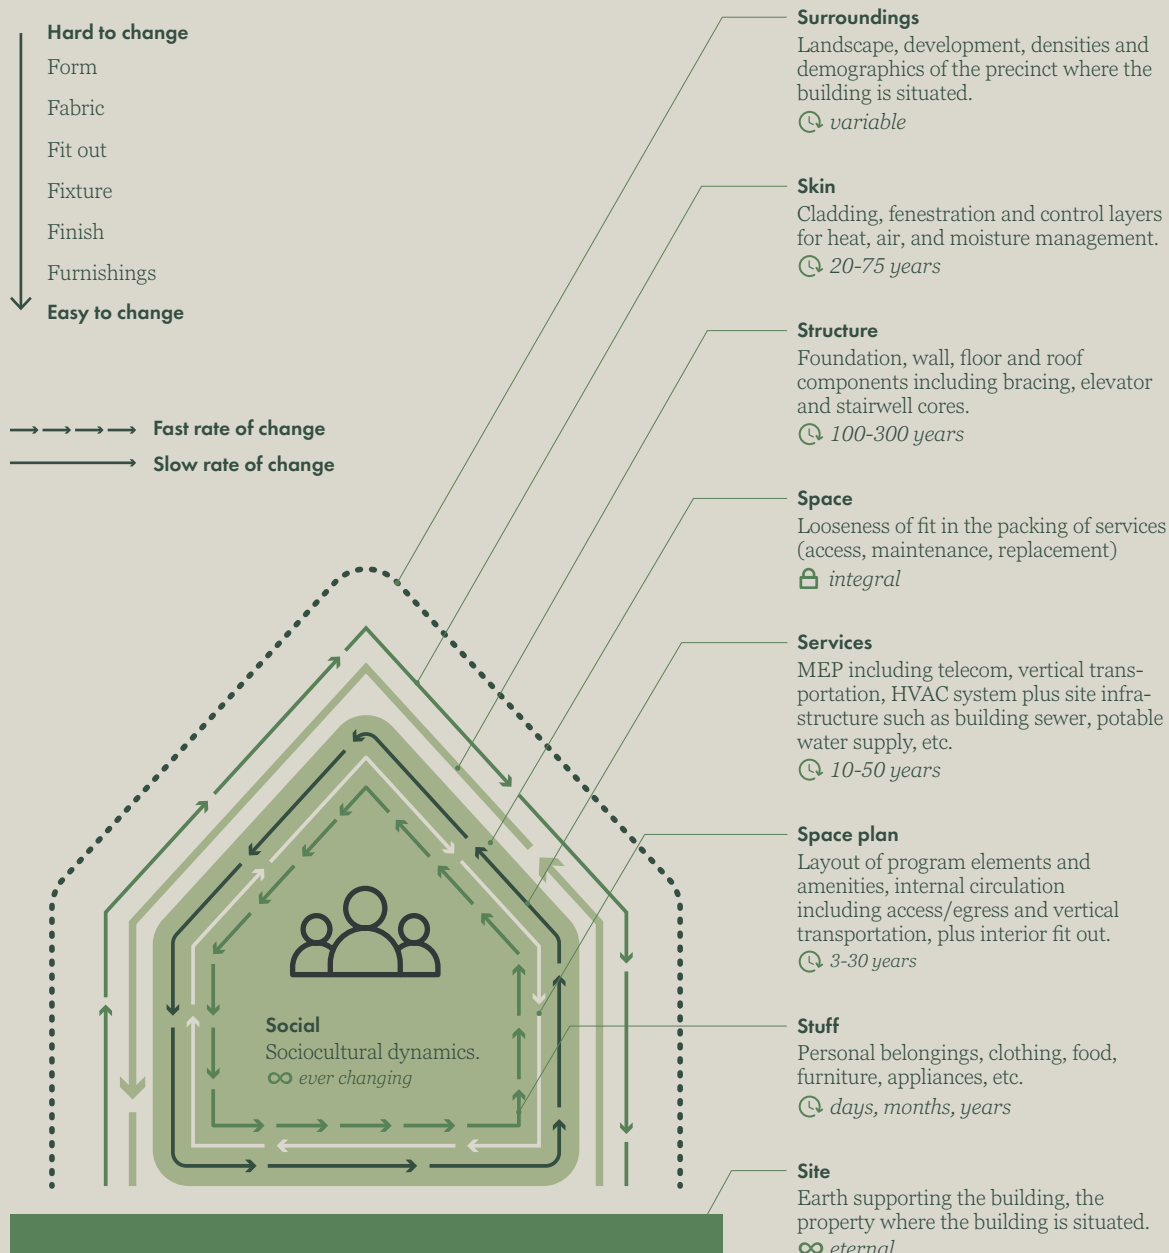 Hard to change
Form
Fabric
Fit out
Fixture
Finish
Furnishings
Easy to change
Fast rate of change
Slow rate of change
Surroundings
Landscape, development, densities and
demographics of the precinct where the
building is situated.
variable
Skin
Cladding, fenestration and control layers
for heat, air, and moisture management.
20-75 years
Structure
Foundation, wall, floor and roof
components including bracing, elevator
and stairwell cores.
100-300 years
Space
Looseness of fit in the packing of services
(access, maintenance, replacement)
integral
Services
MEP including telecom, vertical trans-
portation, HVAC system plus site infra-
structure such as building sewer, potable
water supply, etc.
10-50 years
Space plan
Layout of program elements and
amenities, internal circulation
including access/egress and vertical
transportation, plus interior fit out.
3-30 years
Stuff
Personal belongings, clothing, food,
furniture, appliances, etc.
days, months, years
Site
Earth supporting the building, the
property where the building is situated.
eternal
Social
Sociocultural dynamics.
ever changing